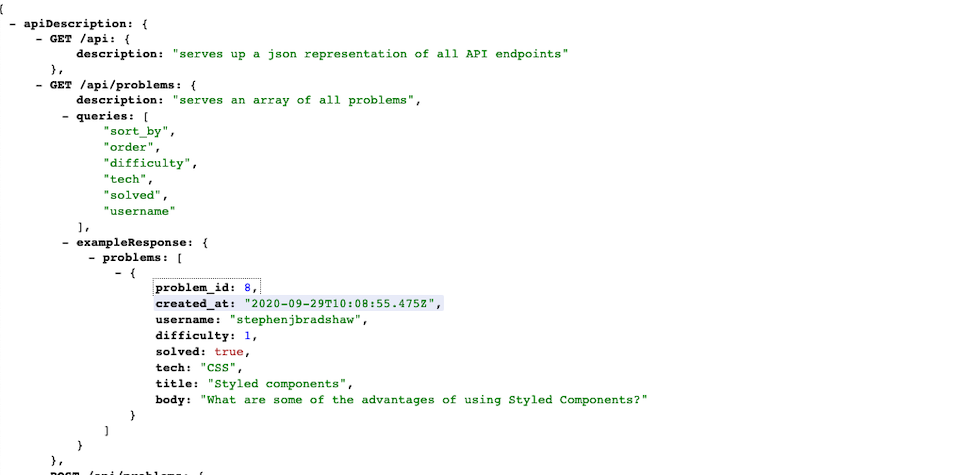 {
- apiDescription: {
- GET /api: {
description: "serves up a json representation of all API endpoints"
},
- GET /api/problems: {
description: "serves an array of all problems",
- queries: [
"sort_by",
"order",
"difficulty",
"tech",
"solved",
"username"
],
- exampleResponse: {
- problems: [
- {
problem_id: 8,
created_at: "2020-09-29T10:08:55.475Z",
username: "stephenjbradshaw",
difficulty: 1,
solved: true,
tech: "CSS",
title: "Styled components",
body: "What are some of the advantages of using Styled Components?"
}
]
}
},
POST /api/problems: {